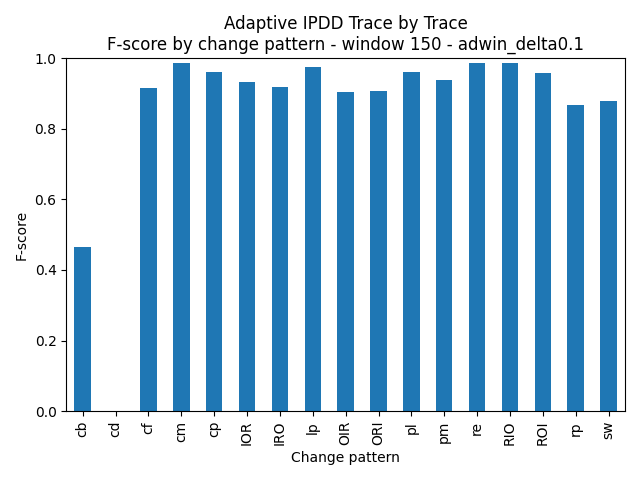 Adaptive IPDD Trace by Trace
F-score by change pattern - window 150 - adwin_delta0.1
1.0
0.8
0.6
0.4
0.2
0.0
F-score
cb
cd
cf
cm
cp
IOR
IRO
lp
OIR
ORI
pl
pm
re
RIO
ROI
rp
sw
Change pattern